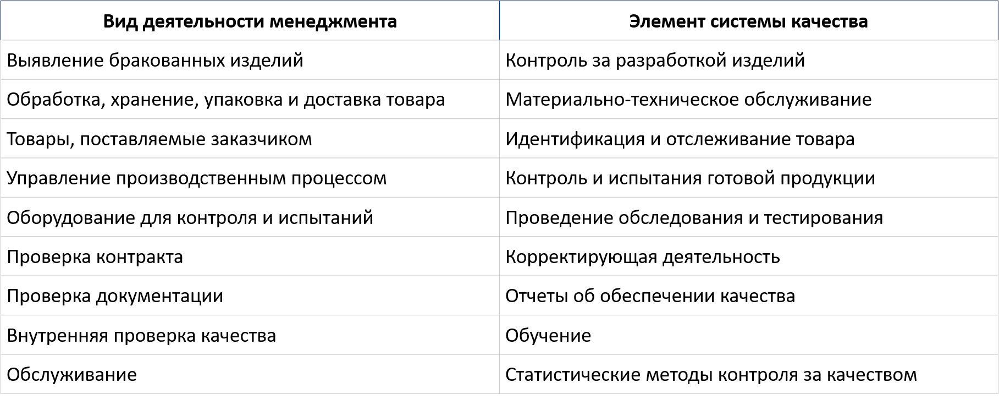 Вид деятельности менеджмента
Элемент системы качества
Выявление бракованных изделий
Контроль за разработкой изделий
Обработка, хранение, упаковка и доставка товара
Материально-техническое обслуживание
Товары, поставляемые заказчиком
Идентификация и отслеживание товара
Управление производственным процессом
Контроль и испытания готовой продукции
Оборудование для контроля и испытаний
Проведение обследования и тестирования
Проверка контракта
Корректирующая деятельность
Проверка документации
Отчеты об обеспечении качества
Внутренняя проверка качества
Обучение
Обслуживание
Статистические методы контроля за качеством